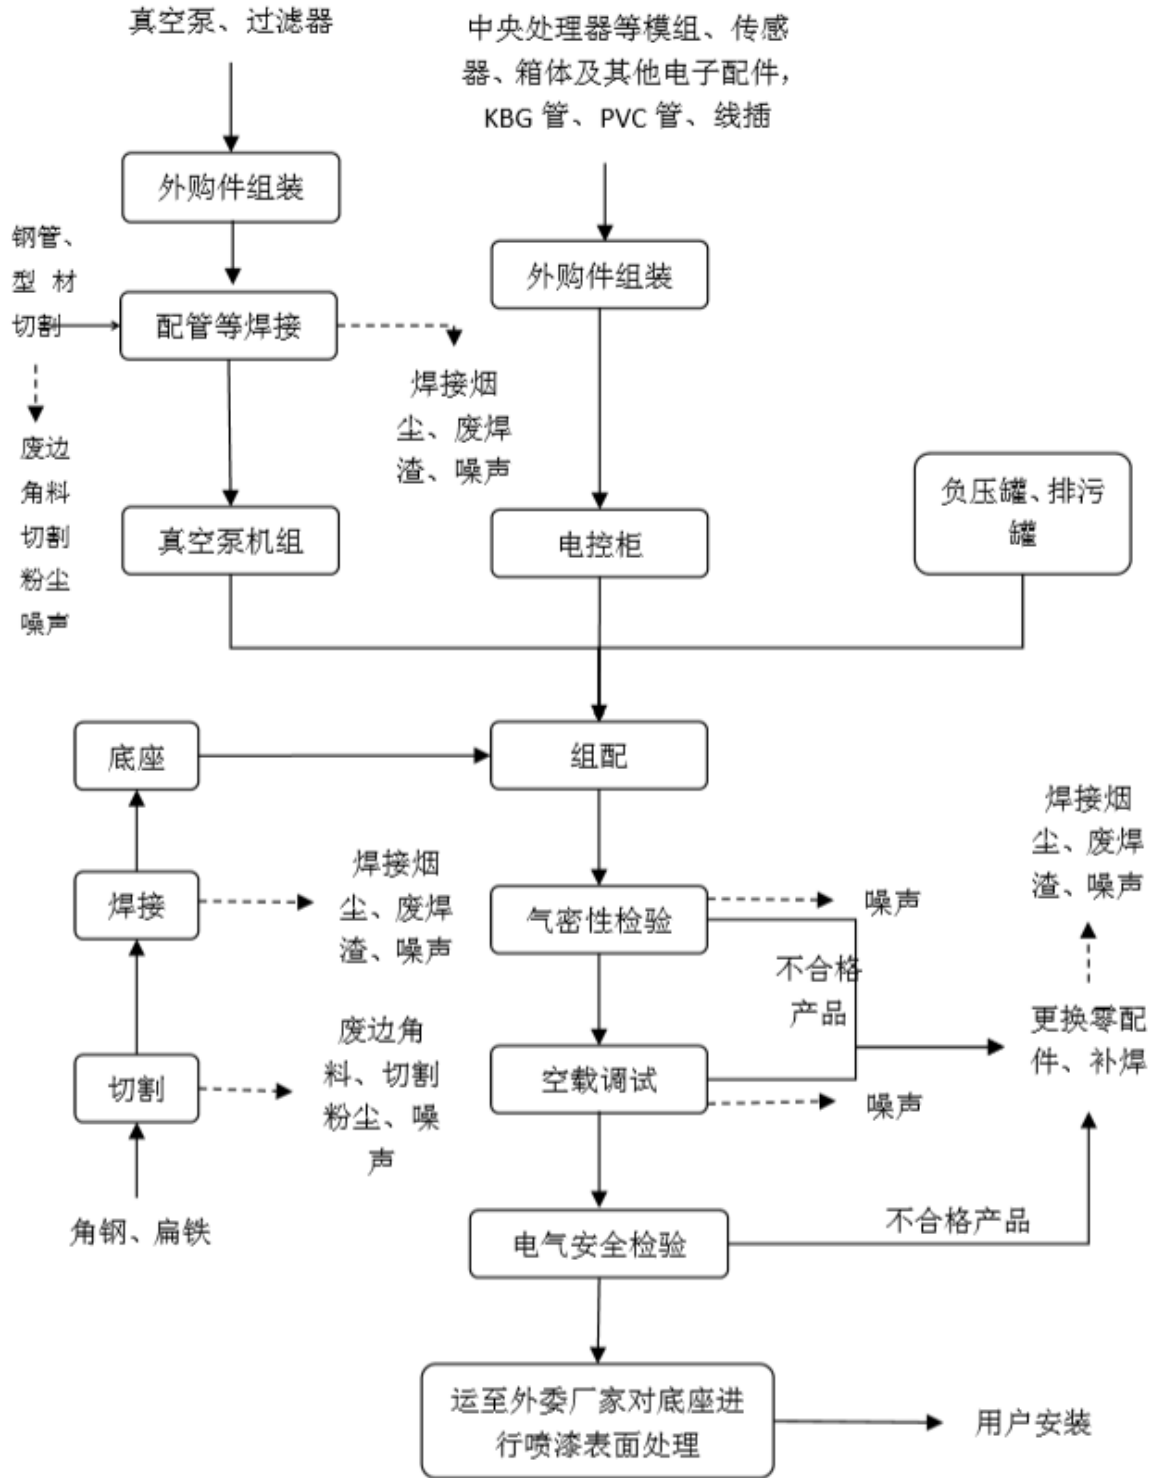 真空泵、过滤器
中央处理器等模组、传感
器、箱体及其他电子配件，
KBG 管、PVC 管、线插
外购件组装
钢管、
型 材
切割
外购件组装
配管等焊接
焊接烟
尘、废焊
渣、噪声
废边
角料
切割
粉尘
噪声
真空泵机组
电控柜
负压罐、排污
罐
底座
组配
焊接烟
尘、废焊
渣、噪声
焊接
焊接烟
尘、废焊
渣、噪声
气密性检验
噪声
不合格
产品
更换零配
件、补焊
切割
废边角
料、切割
粉尘、噪
声
空载调试
噪声
角钢、扁铁
电气安全检验
不合格产品
运至外委厂家对底座进
行喷漆表面处理
用户安装